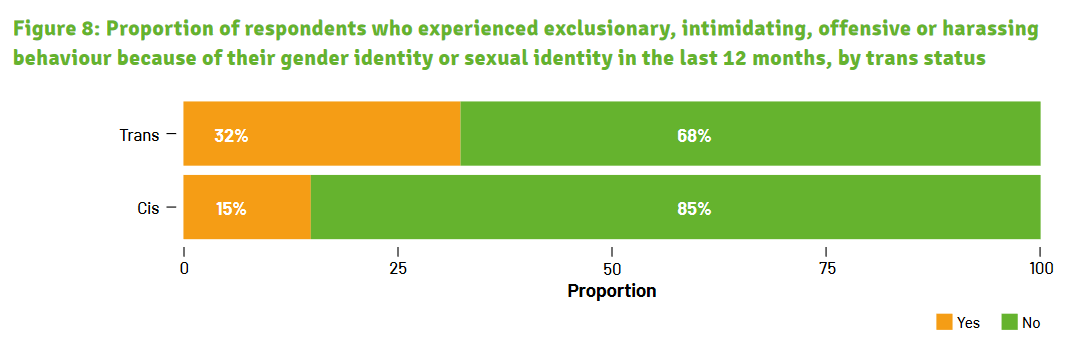 Figure 8: Proportion of respondents who experienced exclusionary, intimidating, offensive or harassing
behaviour because of their gender identity or sexual identity in the last 12 months, by trans status
Trans
32%
68%
Cis
15%
85%
0
25
50
75
100
Proportion
Yes
No